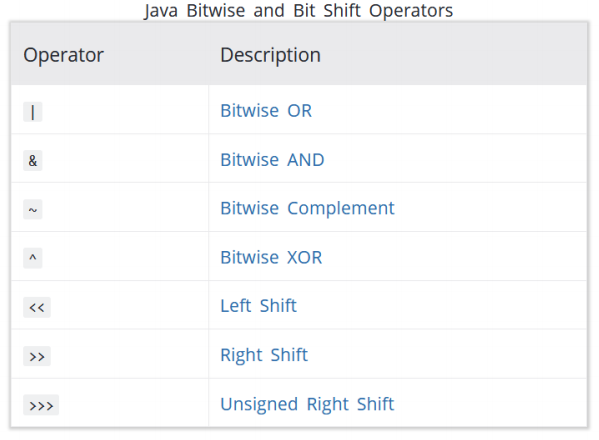 Java Bitwise and Bit Shift Operators
Operator Description
| Bitwise OR
& Bitwise AND
~ Bitwise Complement
^ Bitwise XOR
<< Left Shift
>> Right Shift
>>> Unsigned Right Shift